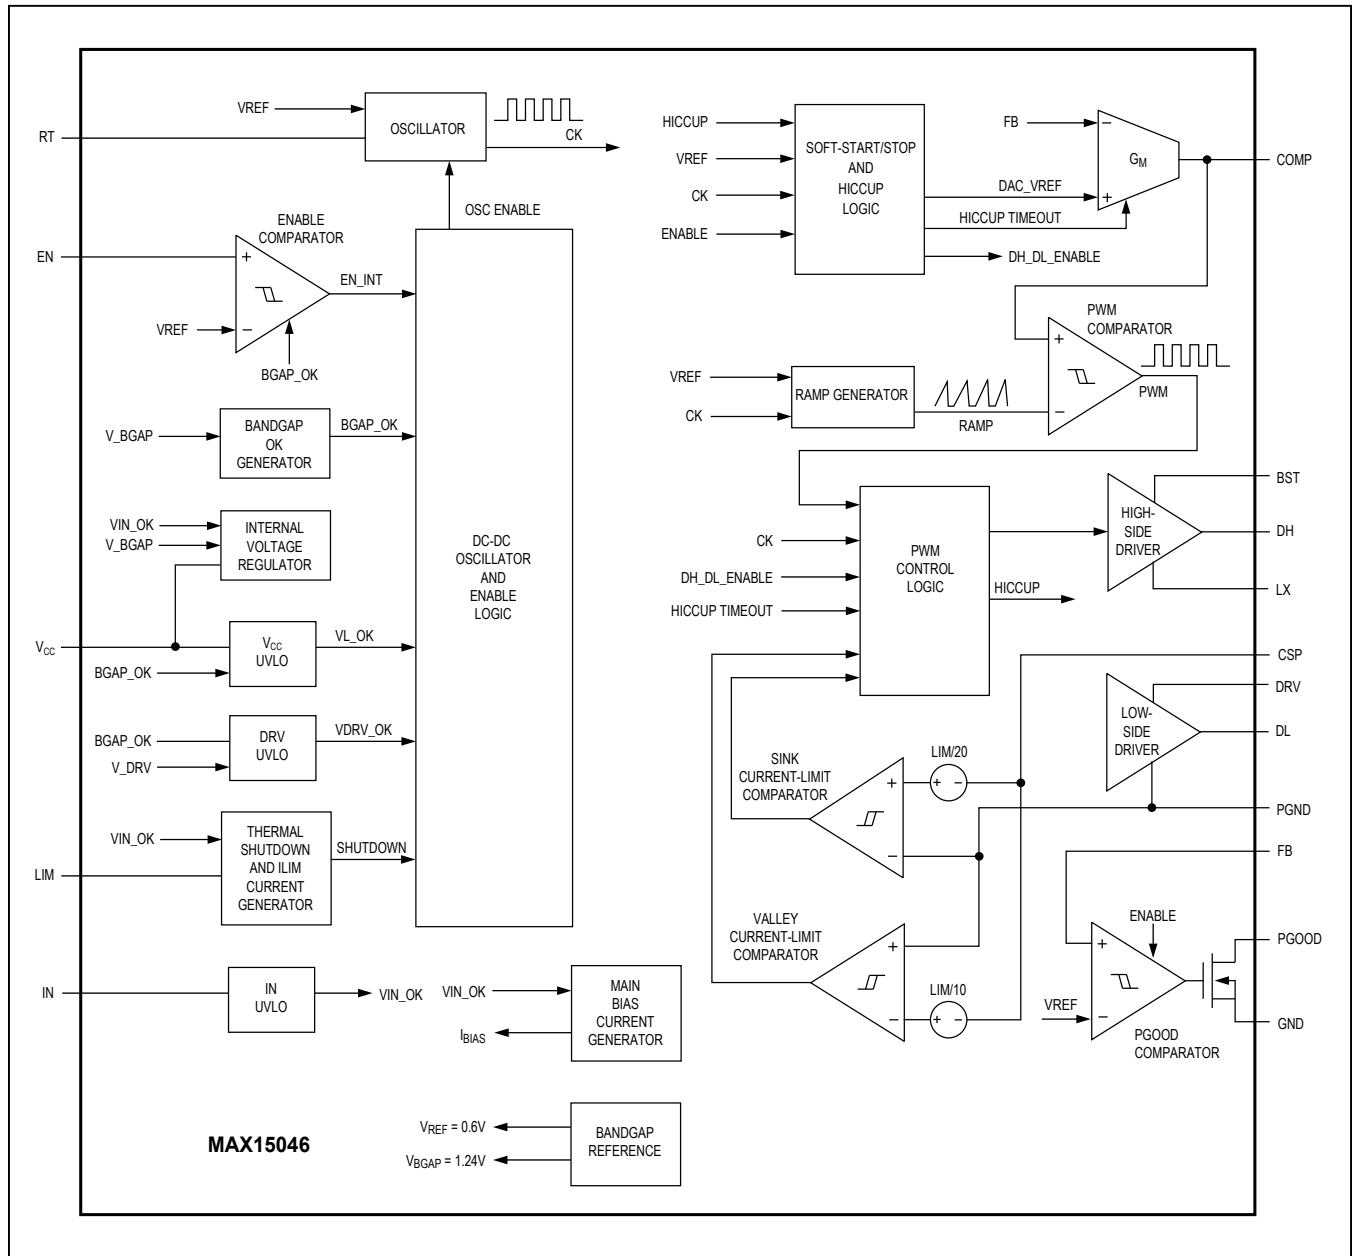 VREF
RT
OSCILLATOR
CK
OSC ENABLE
ENABLE
COMPARATOR
EN
+
EN_INT
VREF
−
BGAP_OK
V_BGAP
BANDGAP
OK
GENERATOR
BGAP_OK
VIN_OK
V_BGAP
INTERNAL
VOLTAGE
REGULATOR
DC-DC
OSCILLATOR
AND
ENABLE
LOGIC
VCC
BGAP_OK
VCC
UVLO
VL_OK
BGAP_OK
V_DRV
DRV
UVLO
VDRV_OK
VIN_OK
LIM
THERMAL
SHUTDOWN
AND ILIM
CURRENT
GENERATOR
SHUTDOWN
IN
IN
UVLO
VIN_OK
VIN_OK
IBIAS
MAIN
BIAS
CURRENT
GENERATOR
VREF = 0.6V
VBGAP = 1.24V
BANDGAP
REFERENCE
MAX15046
HICCUP
VREF
CK
ENABLE
SOFT-START/STOP
AND
HICCUP
LOGIC
DAC_VREF
HICCUP TIMEOUT
DH_DL_ENABLE
FB
−
GM
+
COMP
PWM
COMPARATOR
+
−
PWM
VREF
CK
RAMP GENERATOR
RAMP
CK
DH_DL_ENABLE
HICCUP TIMEOUT
PWM
CONTROL
LOGIC
HICCUP
HIGH-
SIDE
DRIVER
BST
DH
LX
CSP
LOW-
SIDE
DRIVER
DRV
DL
PGND
SINK
CURRENT-LIMIT
COMPARATOR
+
−
LIM/20
+ −
VALLEY
CURRENT-LIMIT
COMPARATOR
+
−
LIM/10
+ −
FB
ENABLE
+
VREF
−
PGOOD
COMPARATOR
PGOOD
GND